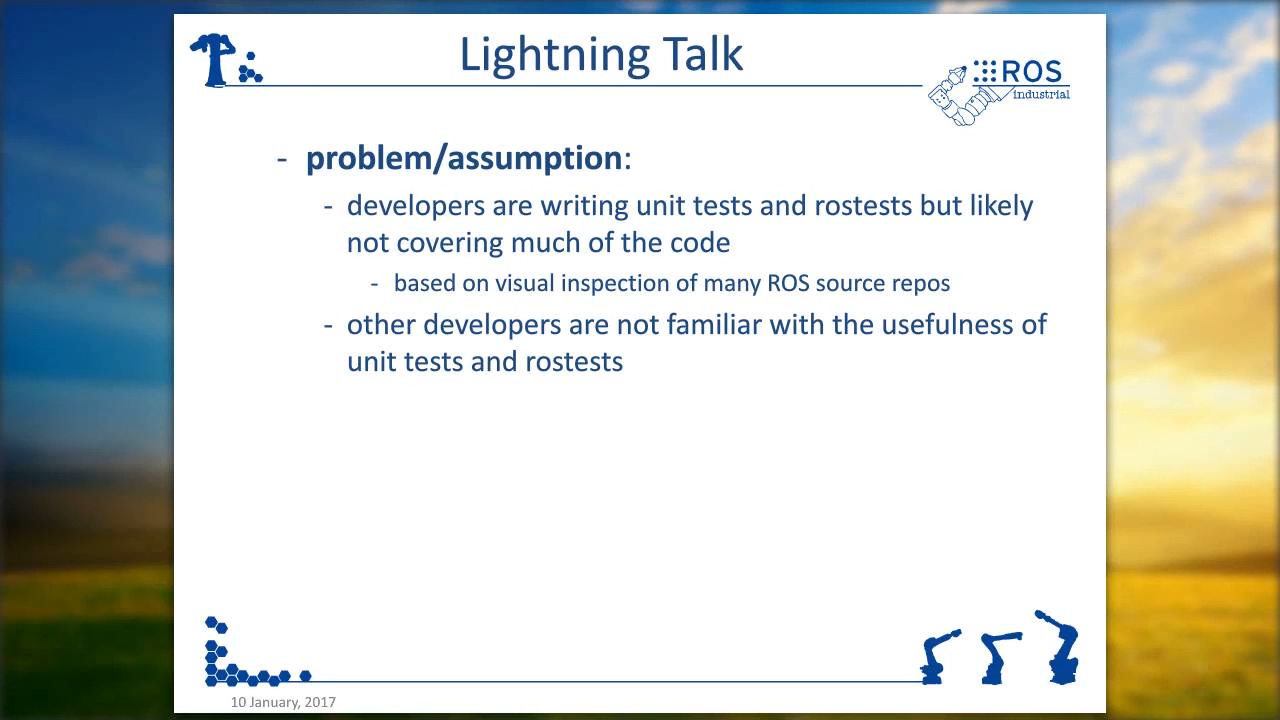 Lightning Talk
ROS
industrial
- problem/assumption:
- developers are writing unit tests and rostests but likely
not covering much of the code
- based on visual inspection of many ROS source repos
- other developers are not familiar with the usefulness of
unit tests and rostests
10 January, 2017